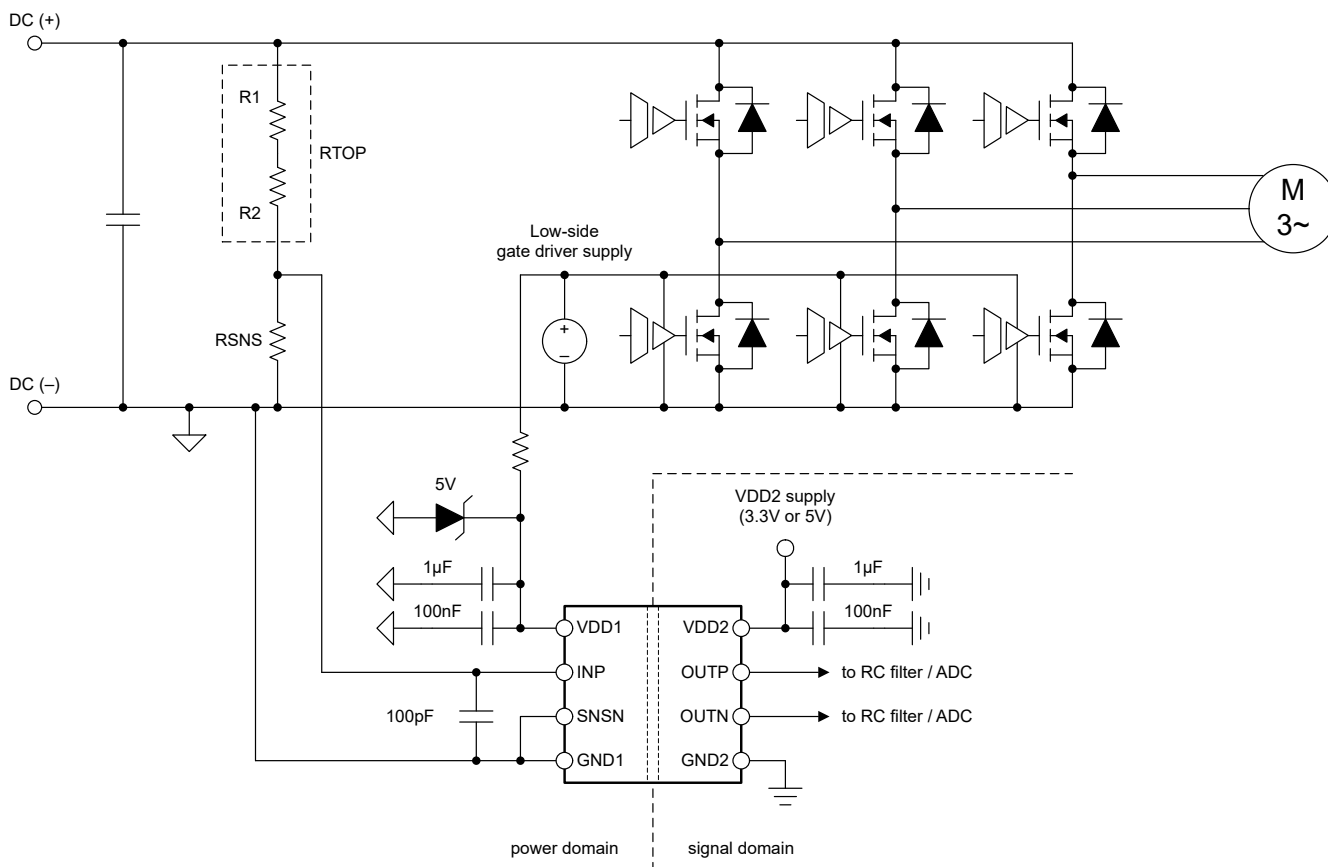 DC (+)
R1
RTOP
R2
M
3~
Low-side
gate driver supply
+
–
RSNS
DC (–)
5V
VDD2 supply
(3.3V or 5V)
1µF
1µF
100nF
100nF
VDD1
VDD2
INP
OUTP
to RC filter / ADC
100pF
SNSN
OUTN
to RC filter / ADC
GND1
GND2
power domain
signal domain